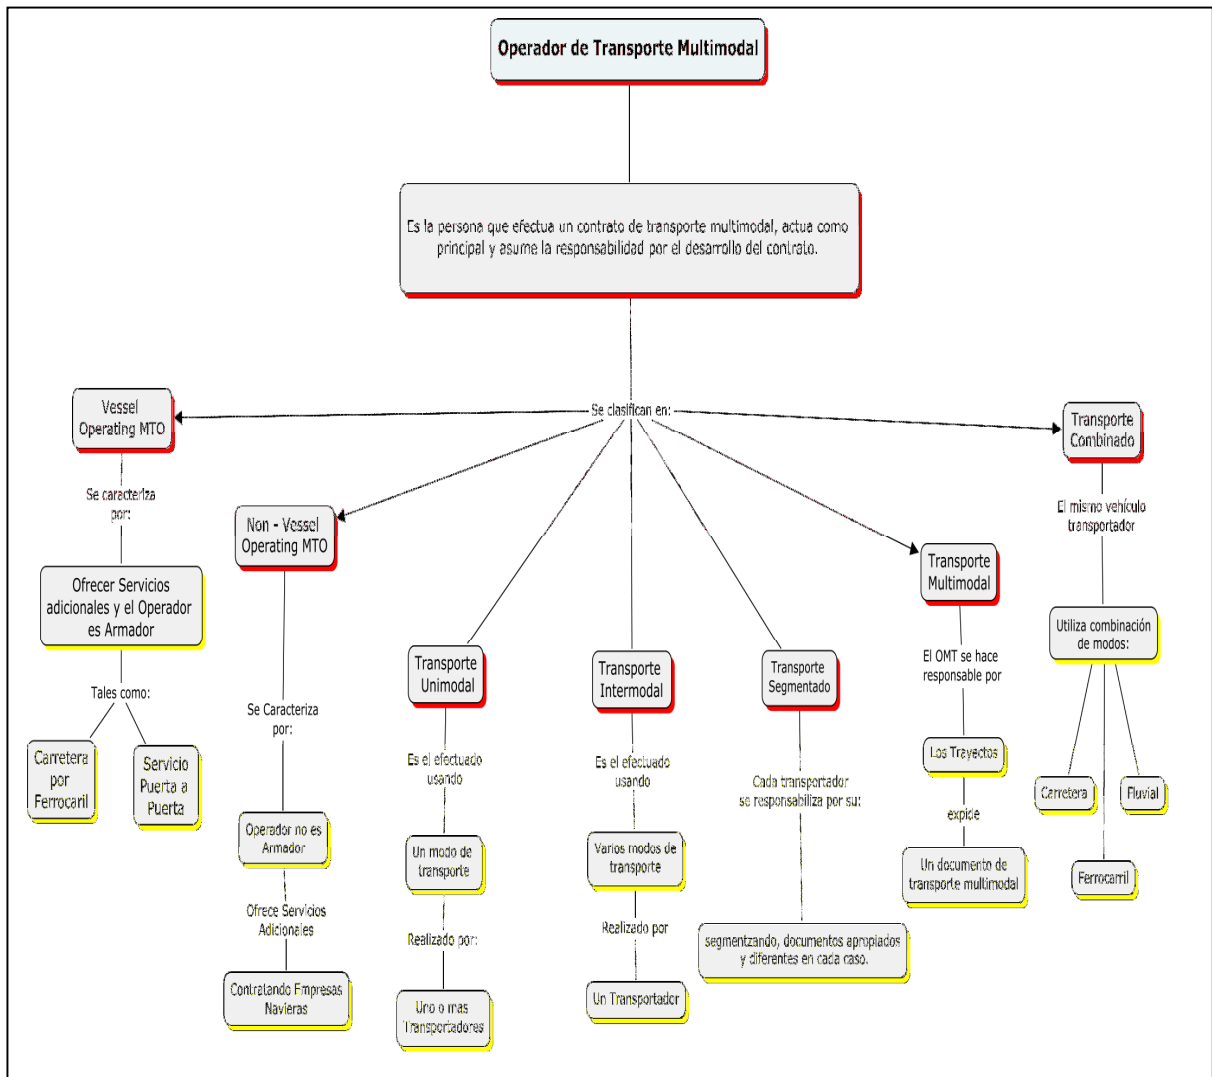 Operador de Transporte Multimodal
Es la persona que efectua un contrato de transporte multimodal, actua como
principal y asume la responsabilidad por el desarrollo del contrato.
Se clasifican en:
Vessel
Operating MTO
Se caracteriza
por:
Ofrecer Servicios
adicionales y el Operador
es Armador
Tales como:
Carretera
por
Ferrocaril
Servicio
Puerta a
Puerta
Non - Vessel
Operating MTO
Se Caracteriza
por:
Operador no es
Armador
Ofrece Servicios
Adicionales
Contratando Empresas
Navieras
Transporte
Unimodal
Es el efectuado
usando
Un modo de
transporte
Realizado por:
Uno o mas
Transportadores
Transporte
Intermodal
Es el efectuado
usando
Varios modos de
transporte
Realizado por
Un Transportador
Transporte
Segmentado
Cada transportador
se responsabiliza por su:
segmentzando, documentos apropiados
y diferentes en cada caso.
Transporte
Multimodal
El OMT se hace
responsable por
Los Trayectos
expide
Un documento de
transporte multimodal
Transporte
Combinado
El mismo vehículo
transportador
Utiliza combinación
de modos:
Carretera
Fluvial
Ferrocarril